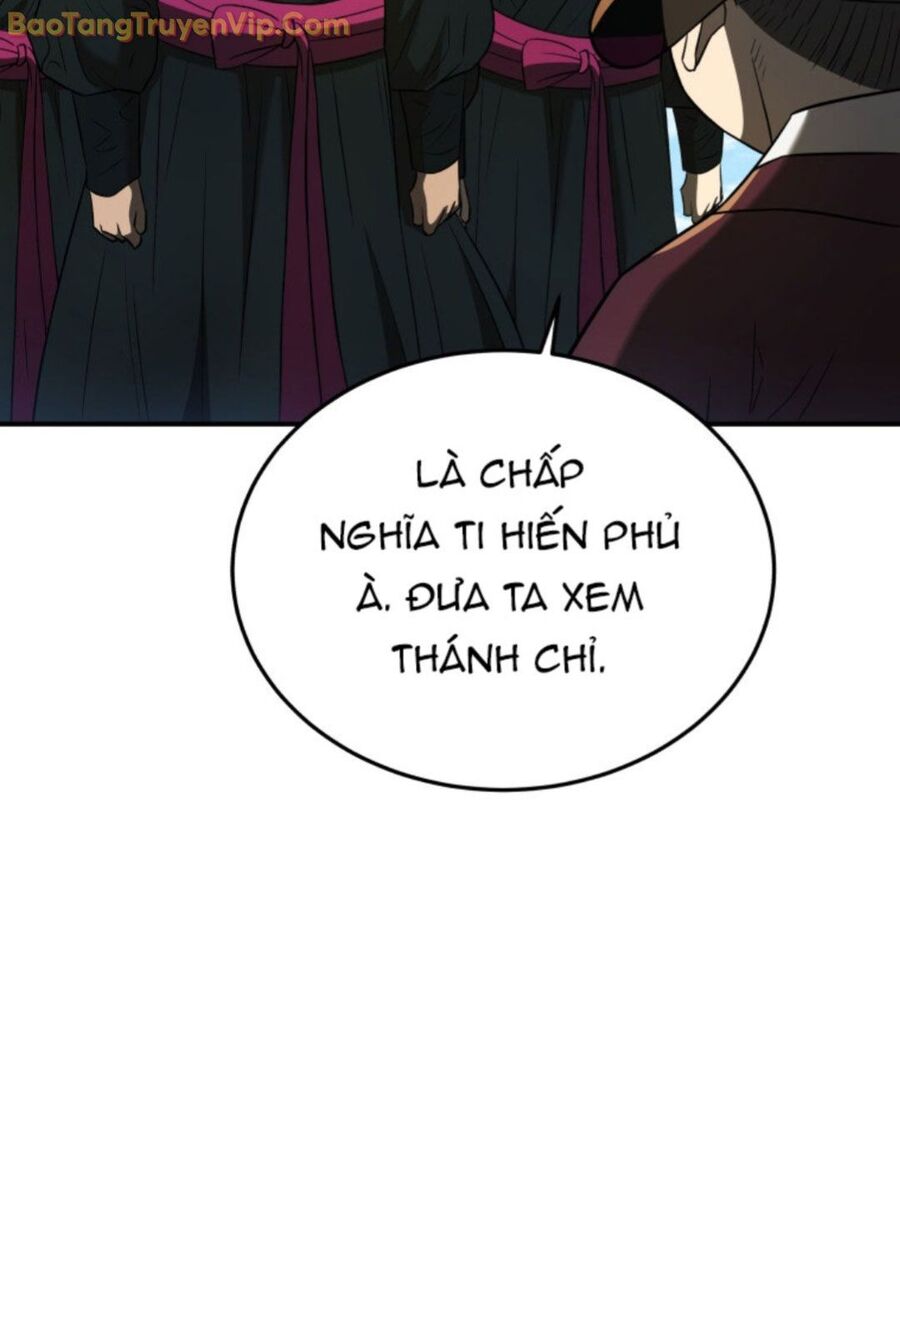 BaoTangTruyenVip.Com
LÀ CHẤP
NGHĨA TI HIẾN PHỦ
À. ĐƯA TA XEM
THÁNH CHỈ.